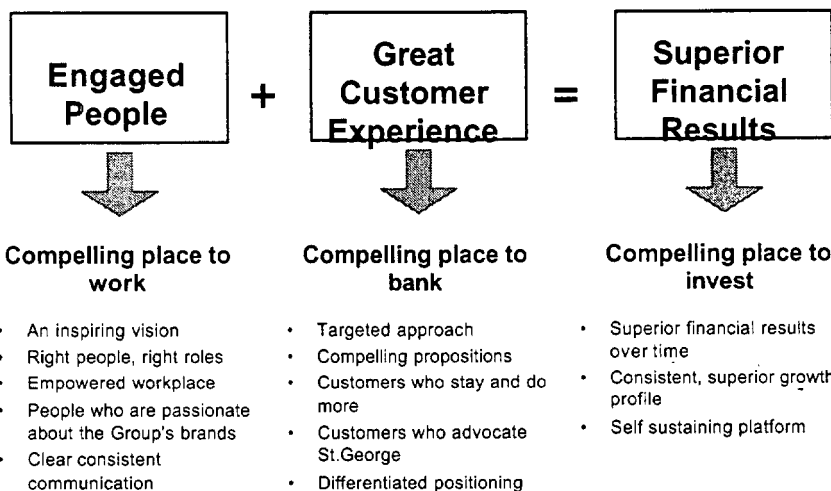 Engaged
People
+
Great
Customer
Experience
=
Superior
Financial
Results
Compelling place to
work
• An inspiring vision
• Right people, right roles
• Empowered workplace
• People who are passionate
about the Group's brands
• Clear consistent
communication
Compelling place to
bank
• Targeted approach
• Compelling propositions
• Customers who stay and do
more
• Customers who advocate
St.George
• Differentiated positioning
Compelling place to
invest
• Superior financial results
over time
• Consistent, superior growth
profile
• Self sustaining platform